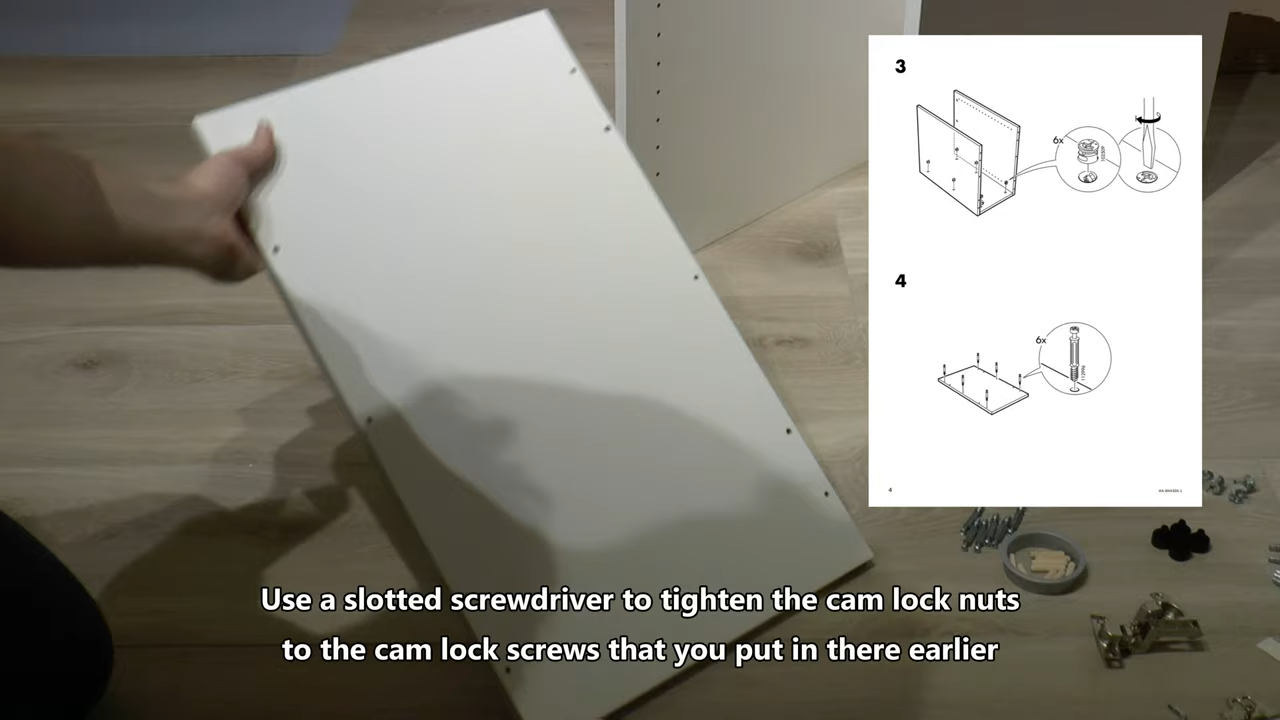 3
6x
4
6x
4
Use a slotted screwdriver to tighten the cam lock nuts
to the cam lock screws that you put in there earlier